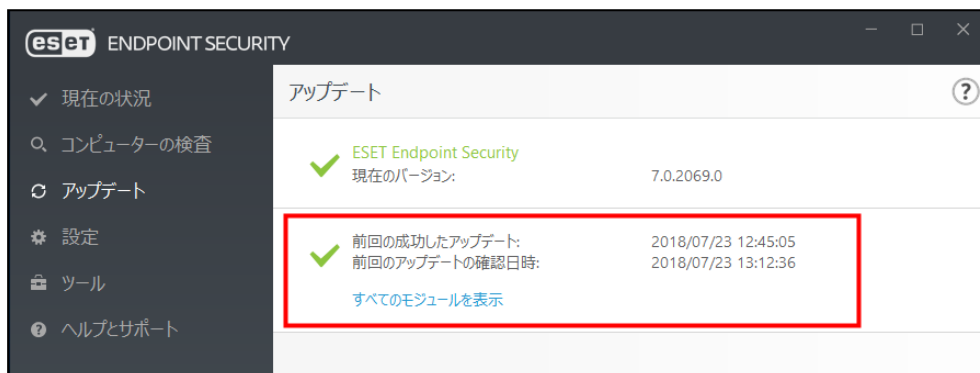 eset ENDPOINT SECURITY
現在の状況
コンピューターの検査
アップデート
設定
ツール
ヘルプとサポート
アップデート
?
ESET Endpoint Security
現在のバージョン: 7.0.2069.0
前回の成功したアップデート: 2018/07/23 12:45:05
前回のアップデートの確認日時: 2018/07/23 13:12:36
すべてのモジュールを表示